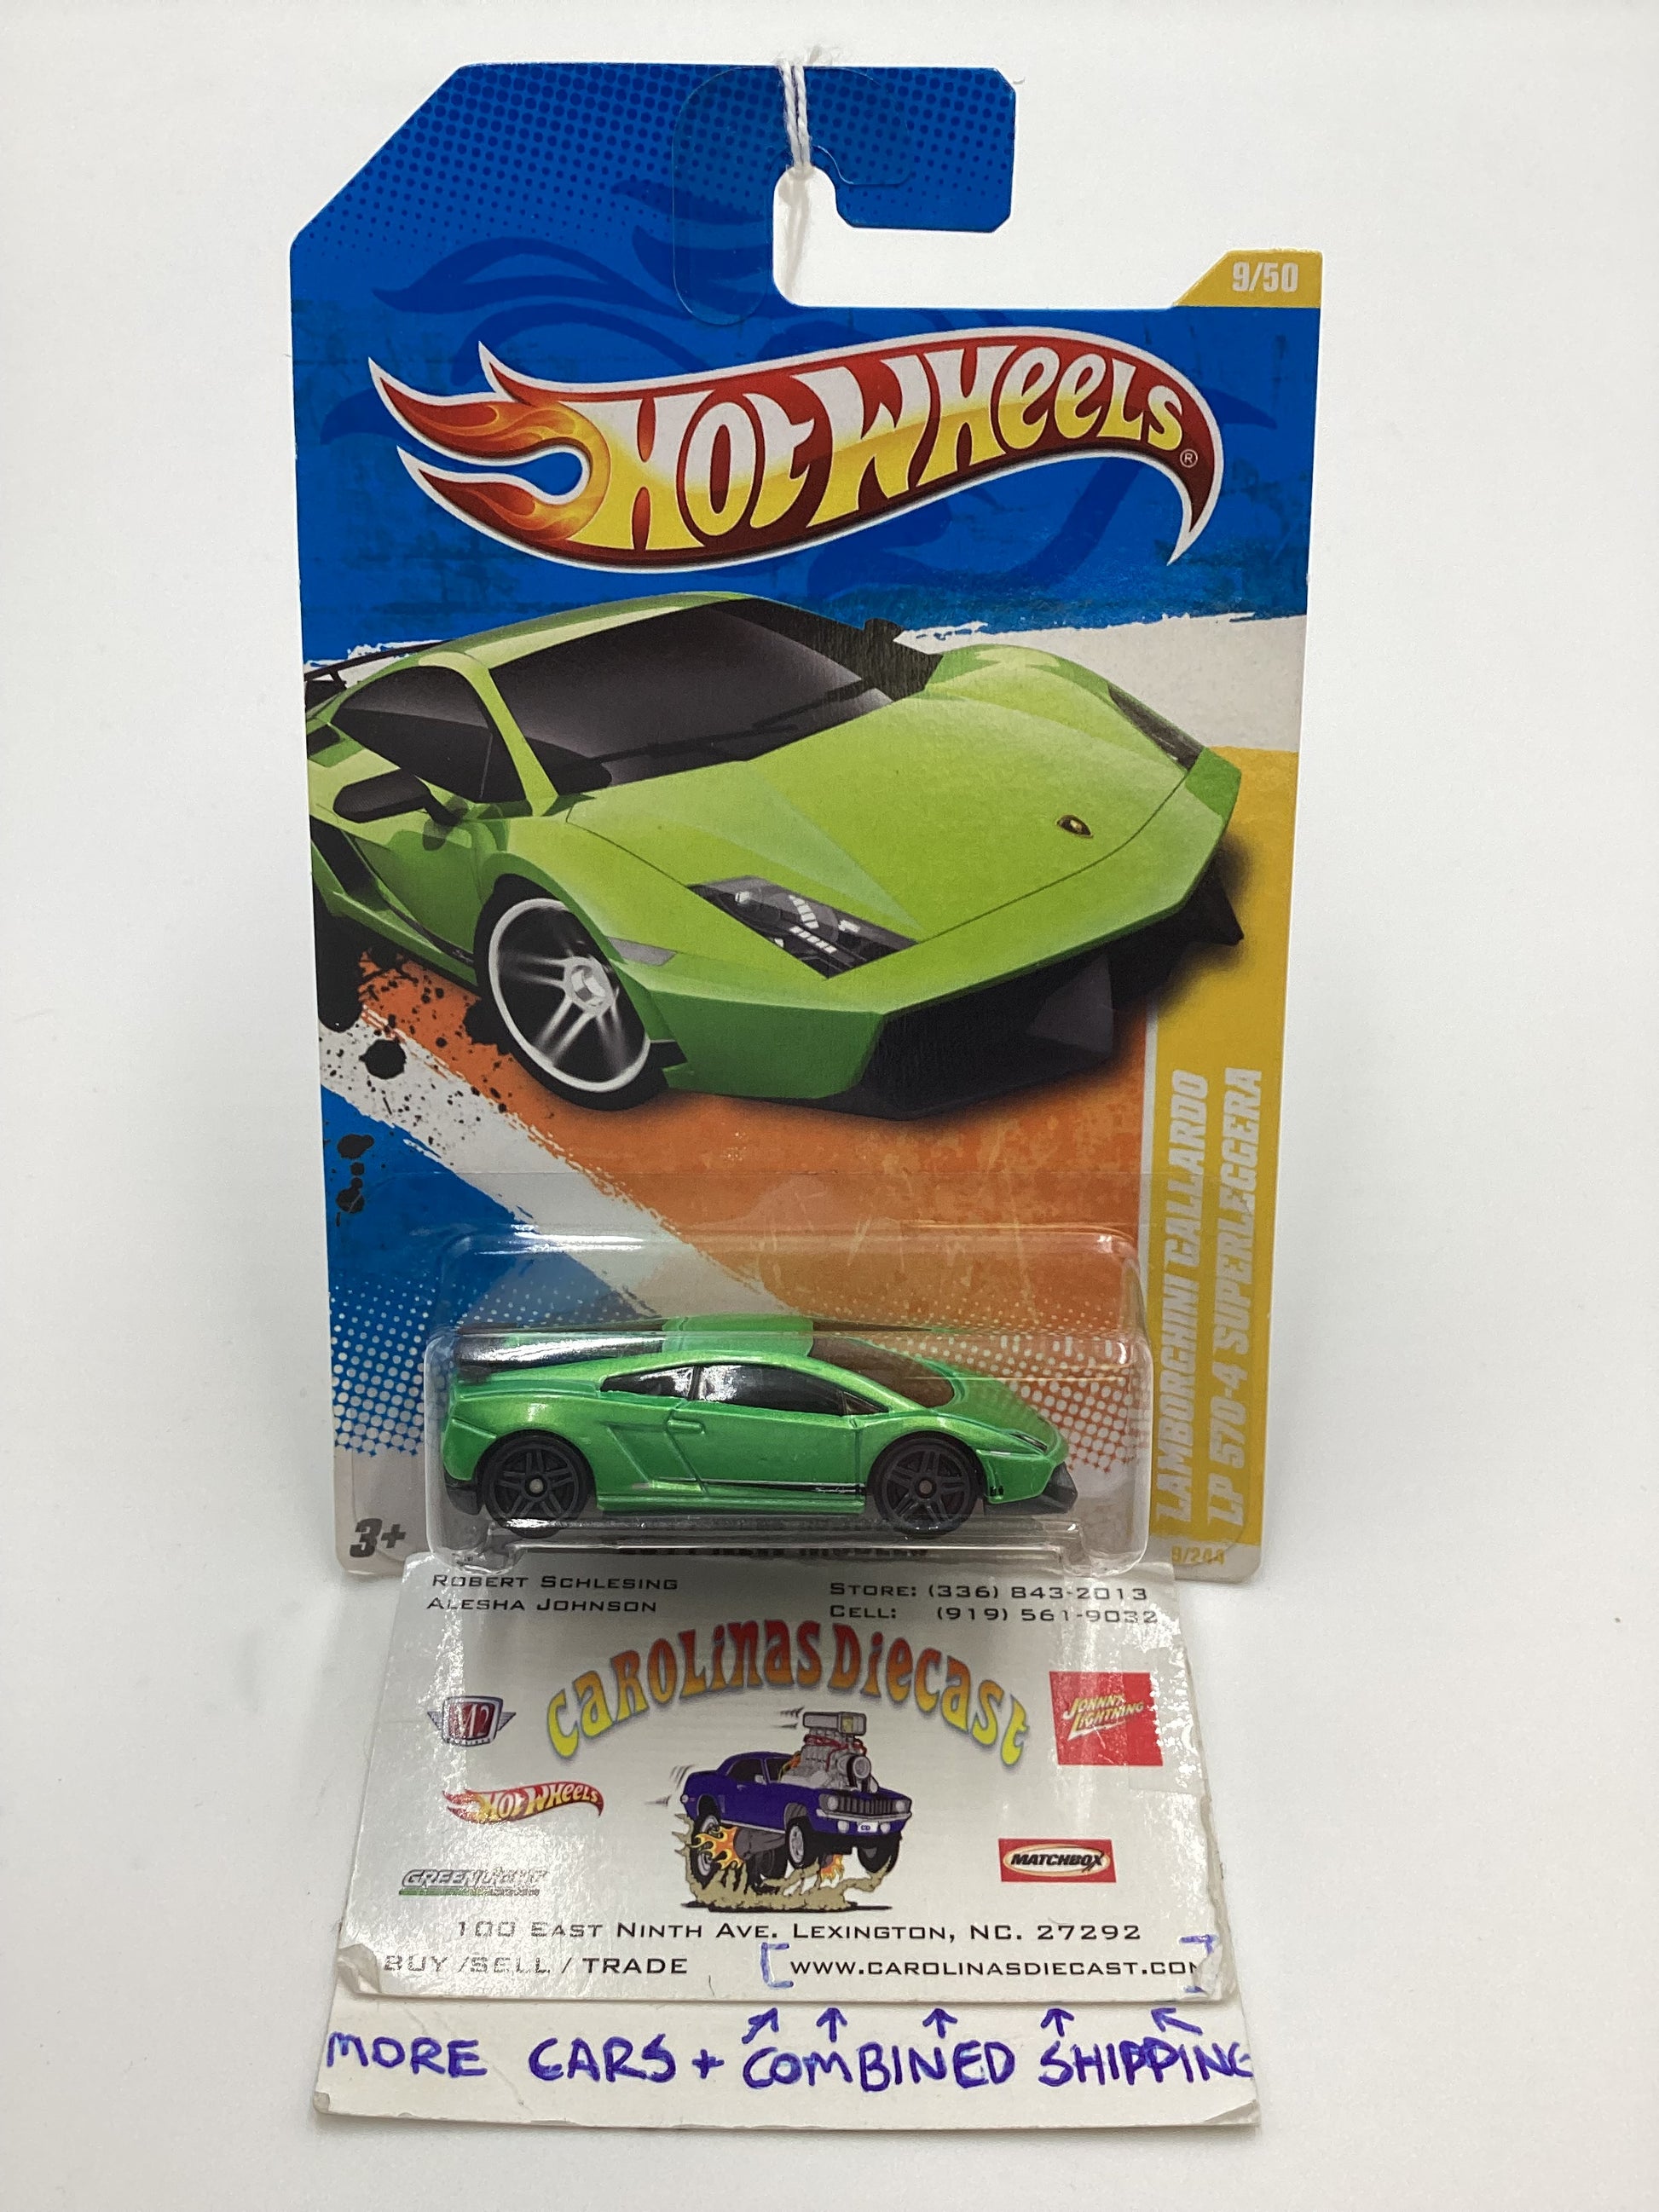 9/50
HOT WHEELS®
LAMBORGHINI GALLARDO
LP 570-4 SUPERLEGGERA
3+
9/244
ROBERT SCHLESING
ALESHA JOHNSON
STORE: (336) 843-2013
CELL: (919) 561-9032
CAROLINAS DIECAST
M2
JOHNNY LIGHTNING
HOT WHEELS
GREENLIGHT
MATCHBOX
100 EAST NINTH AVE. LEXINGTON, NC. 27292
BUY /SELL / TRADE [WWW.CAROLINASDIECAST.COM]
MORE CARS + COMBINED SHIPPING